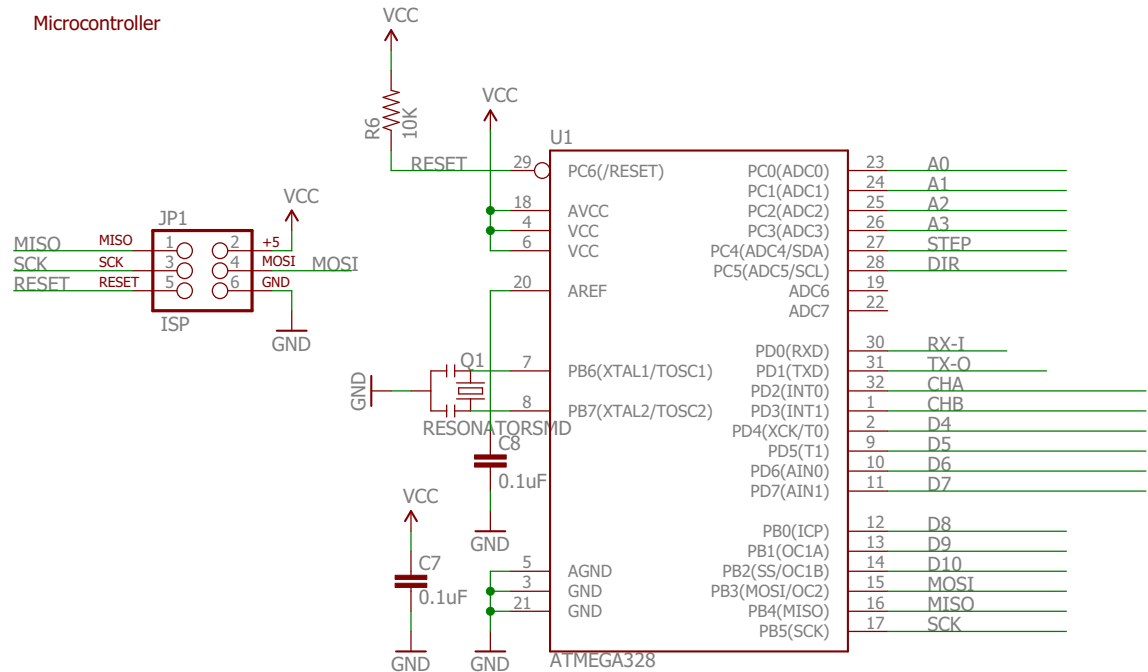 Microcontroller
VCC
R6
10K
VCC
U1
RESET
29
PC6(/RESET)
18
AVCC
4
VCC
6
VCC
20
AREF
7
PB6(XTAL1/TOSC1)
8
PB7(XTAL2/TOSC2)
5
AGND
3
GND
21
GND
ATMEGA328
PC0(ADC0) 23 A0
PC1(ADC1) 24 A1
PC2(ADC2) 25 A2
PC3(ADC3) 26 A3
PC4(ADC4/SDA) 27 STEP
PC5(ADC5/SCL) 28 DIR
ADC6 19
ADC7 22
PD0(RXD) 30 RX-I
PD1(TXD) 31 TX-O
PD2(INT0) 32 CHA
PD3(INT1) 1 CHB
PD4(XCK/T0) 2 D4
PD5(T1) 9 D5
PD6(AIN0) 10 D6
PD7(AIN1) 11 D7
PB0(ICP) 12 D8
PB1(OC1A) 13 D9
PB2(SS/OC1B) 14 D10
PB3(MOSI/OC2) 15 MOSI
PB4(MISO) 16 MISO
PB5(SCK) 17 SCK
JP1
VCC
MISO MISO 1 2 +5
SCK SCK 3 4 MOSI MOSI
RESET RESET 5 6 GND
ISP
GND
GND
Q1
RESONATORSMD
C8
0.1uF
GND
VCC
C7
0.1uF
GND
GND